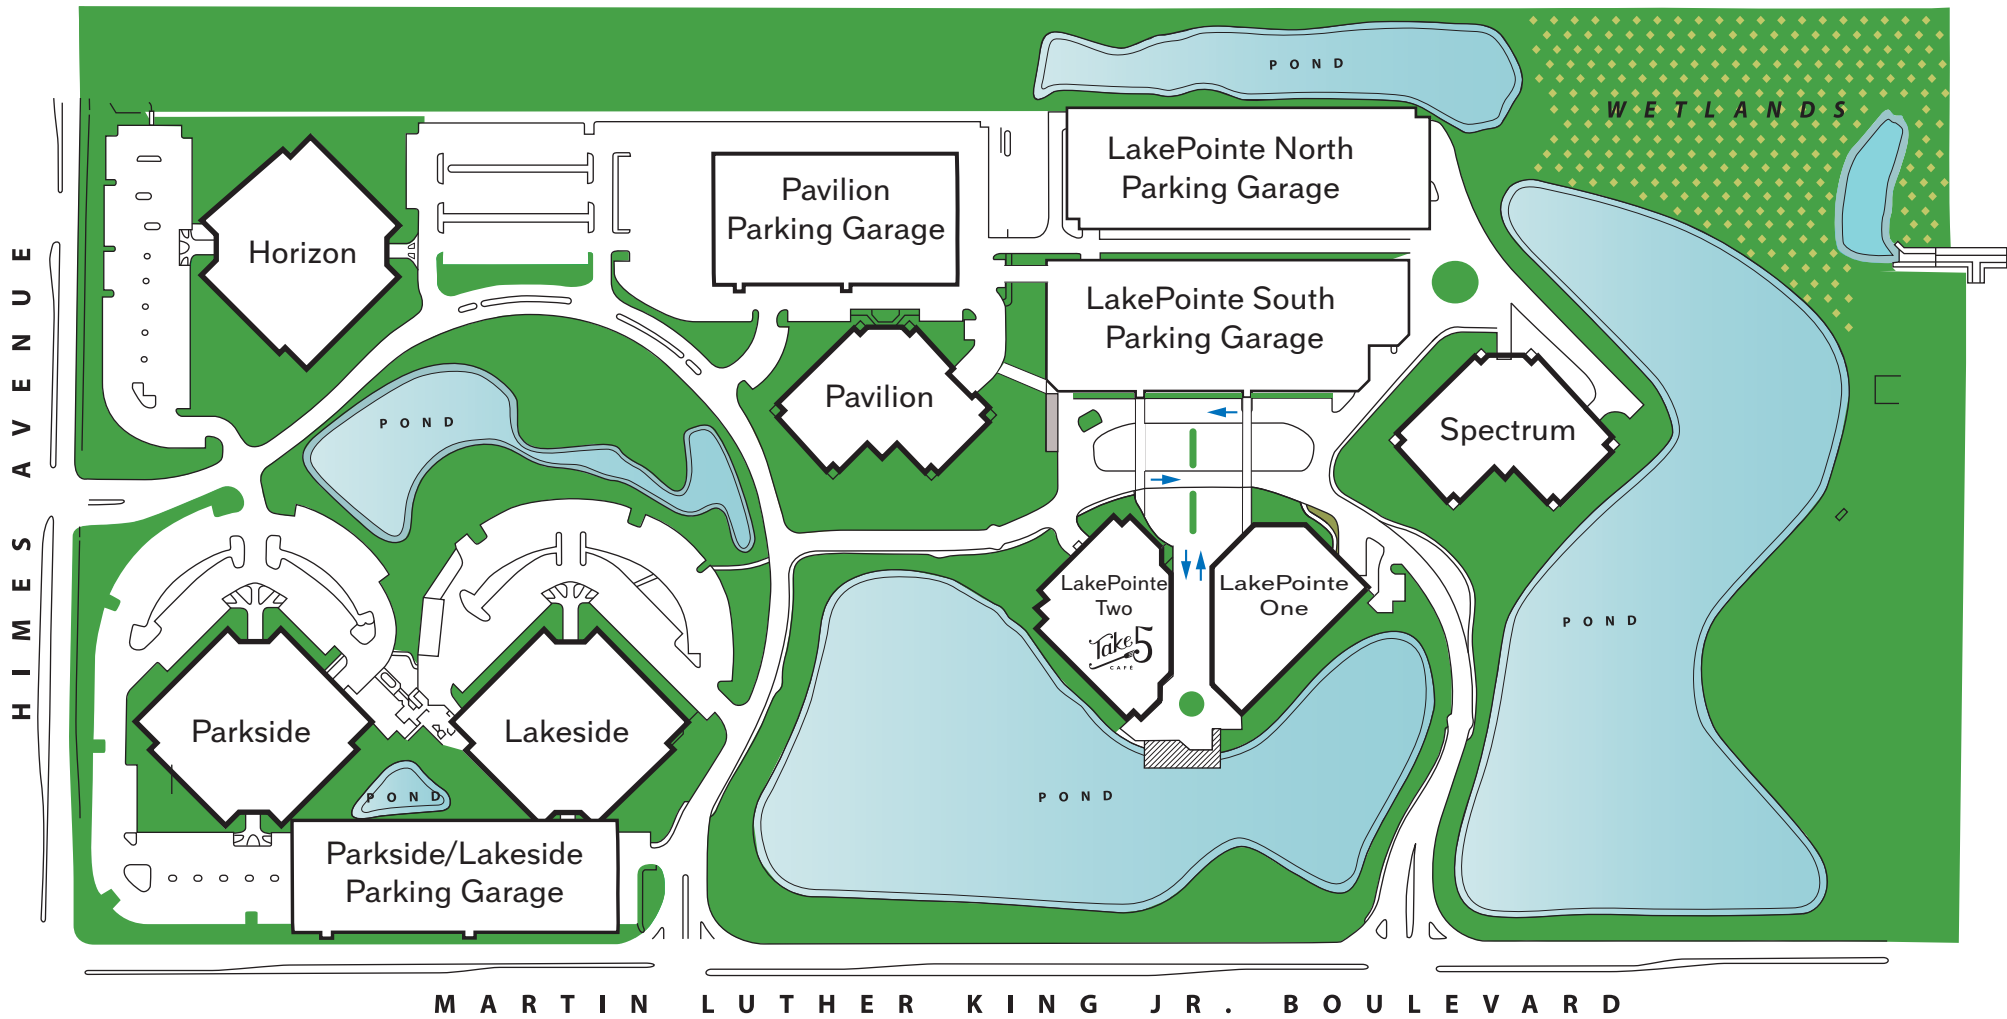 POND
WETLANDS
LakePointe North
Parking Garage
Pavilion
Parking Garage
Horizon
HIMES AVENUE
LakePointe South
Parking Garage
Pavilion
POND
Spectrum
LakePointe
Two
Take 5
CAFE
LakePointe
One
POND
Parkside
Lakeside
POND
POND
Parkside/Lakeside
Parking Garage
MARTIN LUTHER KING JR. BOULEVARD